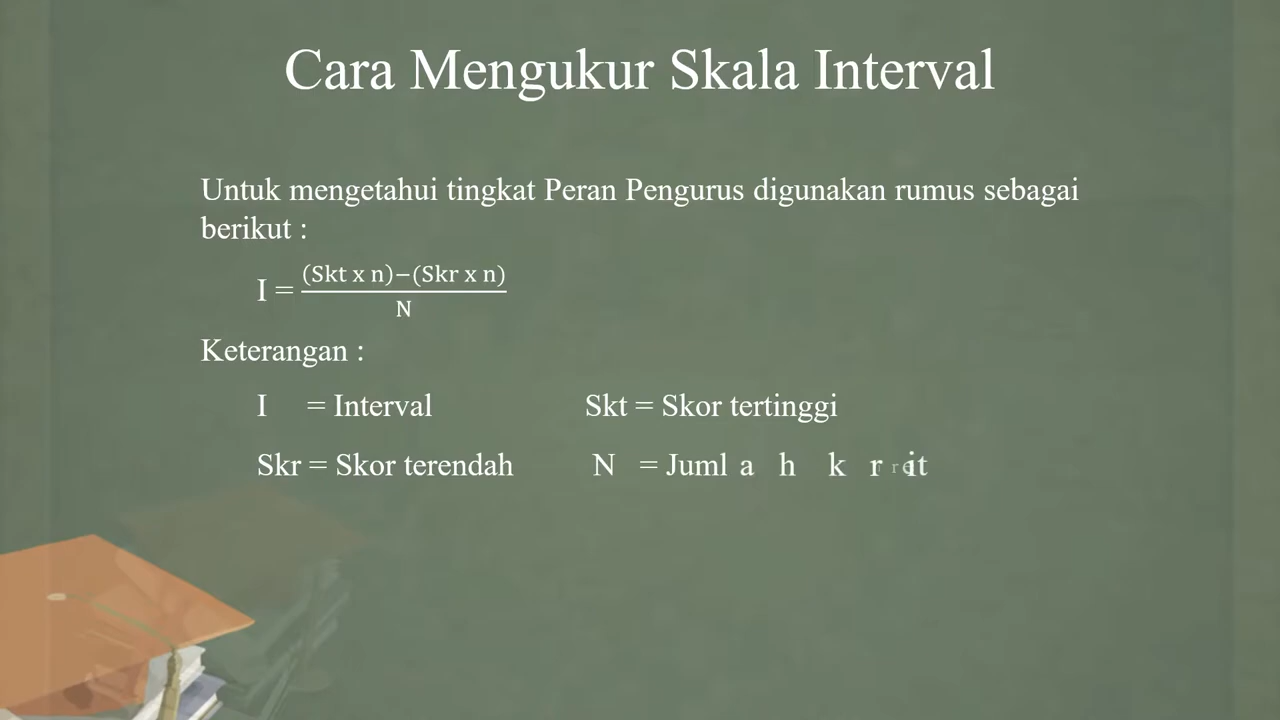 Cara Mengukur Skala Interval
Untuk mengetahui tingkat Peran Pengurus digunakan rumus sebagai
berikut :
I = (Skt x n)−(Skr x n)
N
Keterangan :
I = Interval Skt = Skor tertinggi
Skr = Skor terendah N =